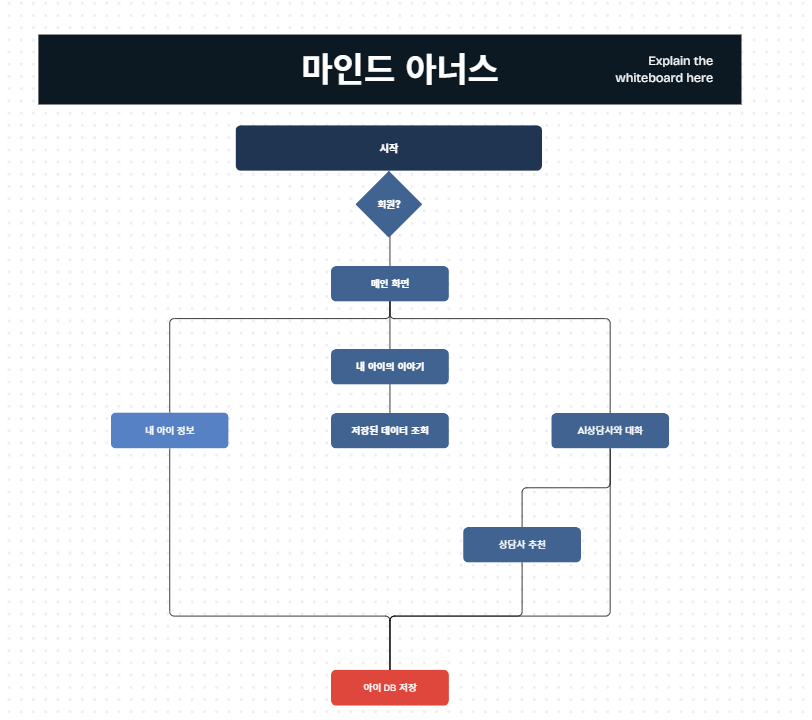 마인드 아너스
Explain the
whiteboard here
시작
회원?
메인 화면
내 아이의 이야기
내 아이 정보
저장된 데이터 조회
AI상담사와 대화
상담사 추천
아이 DB 저장